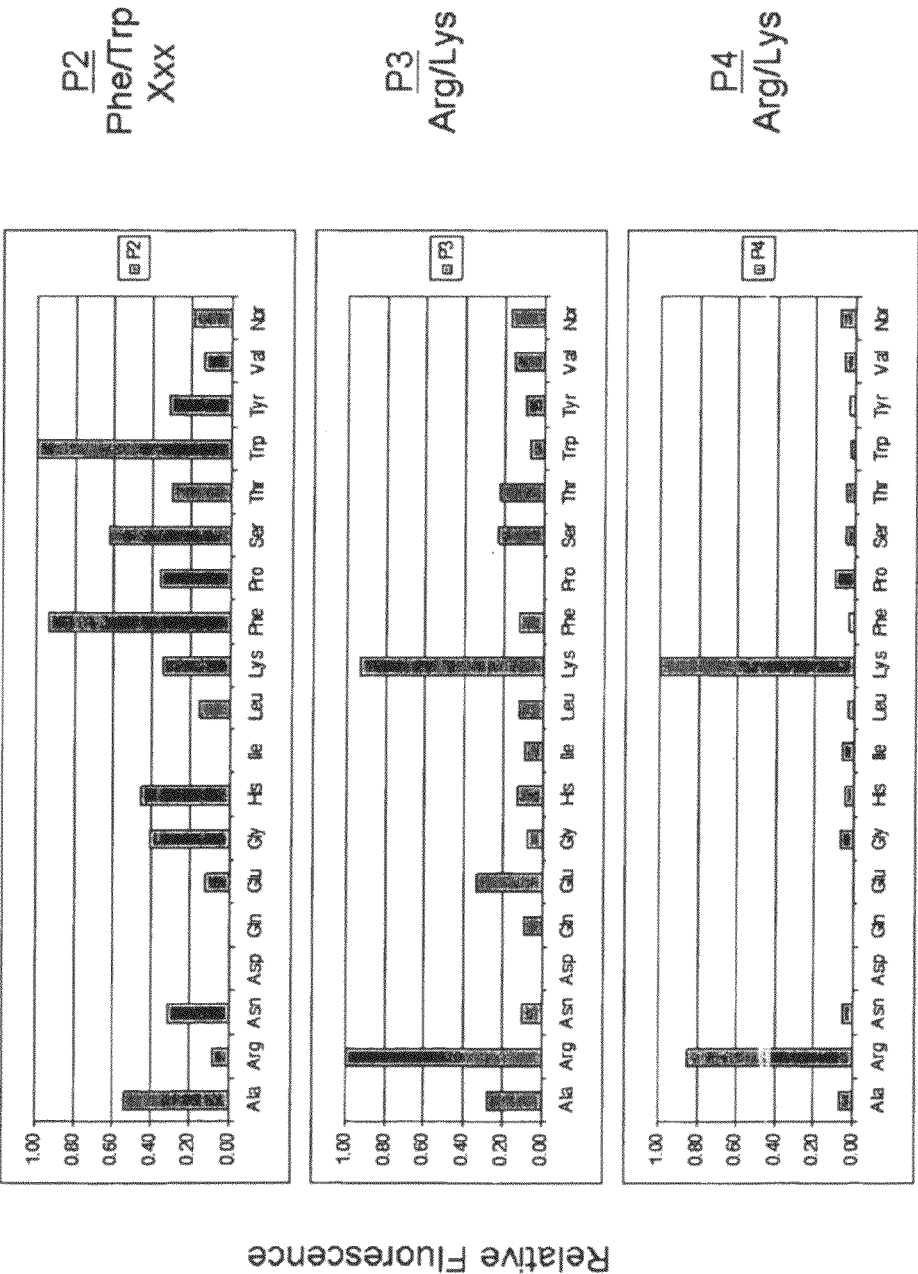 Relative Fluorescence
1.00
0.80
0.60
0.40
0.20
0.00
Ala Arg Asn Asp Gln Glu Gly His Ile Leu Lys Phe Pro Ser Thr Trp Tyr Val Nor
P2
P2
Phe/Trp
Xxx
1.00
0.80
0.60
0.40
0.20
0.00
Ala Arg Asn Asp Gln Glu Gly His Ile Leu Lys Phe Pro Ser Thr Trp Tyr Val Nor
P3
P3
Arg/Lys
1.00
0.80
0.60
0.40
0.20
0.00
Ala Arg Asn Asp Gln Glu Gly His Ile Leu Lys Phe Pro Ser Thr Trp Tyr Val Nor
P4
P4
Arg/Lys